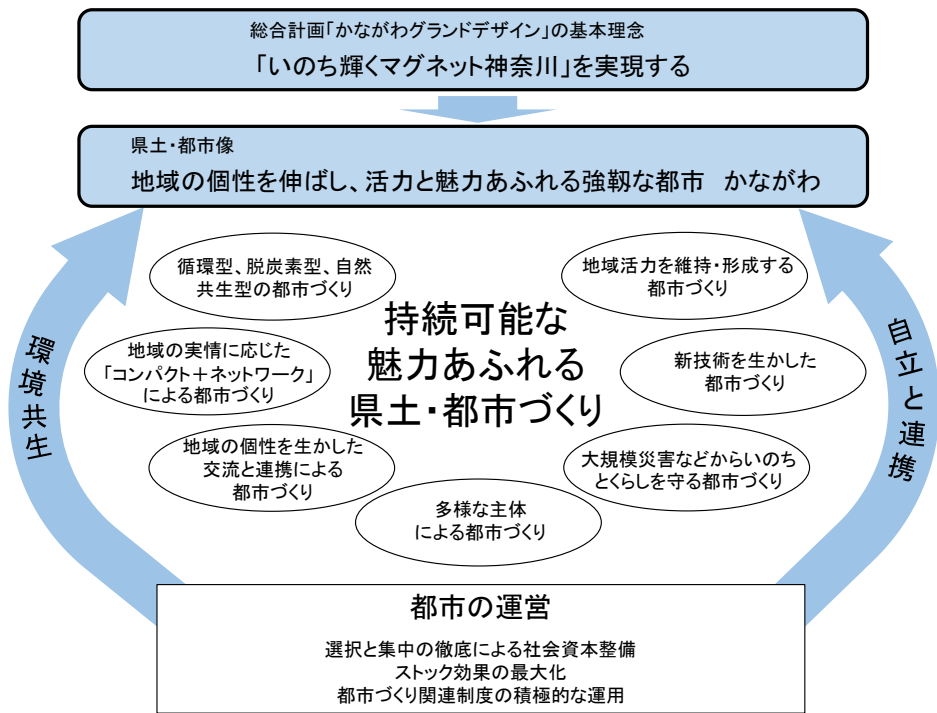 総合計画「かながわグランドデザイン」の基本理念
「いのち輝くマグネット神奈川」を実現する
県土・都市像
地域の個性を伸ばし、活力と魅力あふれる強靱な都市　かながわ
循環型、脱炭素型、自然
共生型の都市づくり
地域活力を維持・形成する
都市づくり
持続可能な
魅力あふれる
県土・都市づくり
環境共生
自立と連携
地域の実情に応じた
「コンパクト＋ネットワーク」
による都市づくり
新技術を生かした
都市づくり
地域の個性を生かした
交流と連携による
都市づくり
大規模災害などからいのち
とくらしを守る都市づくり
多様な主体
による都市づくり
都市の運営
選択と集中の徹底による社会資本整備
ストック効果の最大化
都市づくり関連制度の積極的な運用